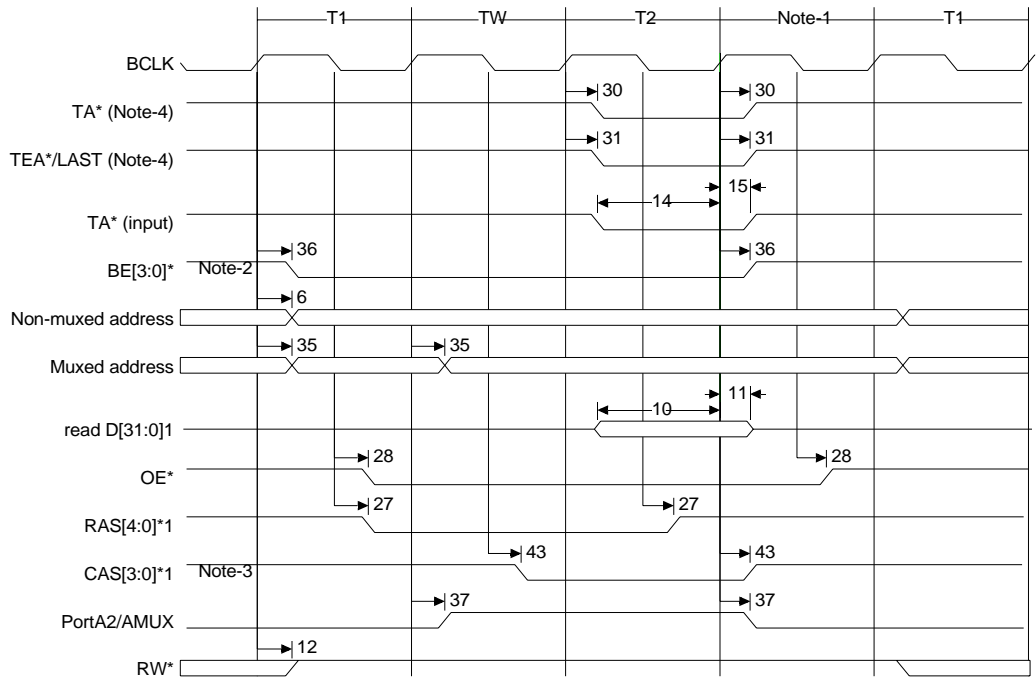 T1 TW T2 Note-1 T1
BCLK
30 30
TA* (Note-4)
31 31
TEA*/LAST (Note-4)
15
14
TA* (input)
36 36
BE[3:0]* Note-2
6
Non-muxed address
35 35
Muxed address
11
10
read D[31:0]1
28 28
OE*
27 27
RAS[4:0]*1
43 43
CAS[3:0]*1 Note-3
37 37
PortA2/AMUX
12
RW*